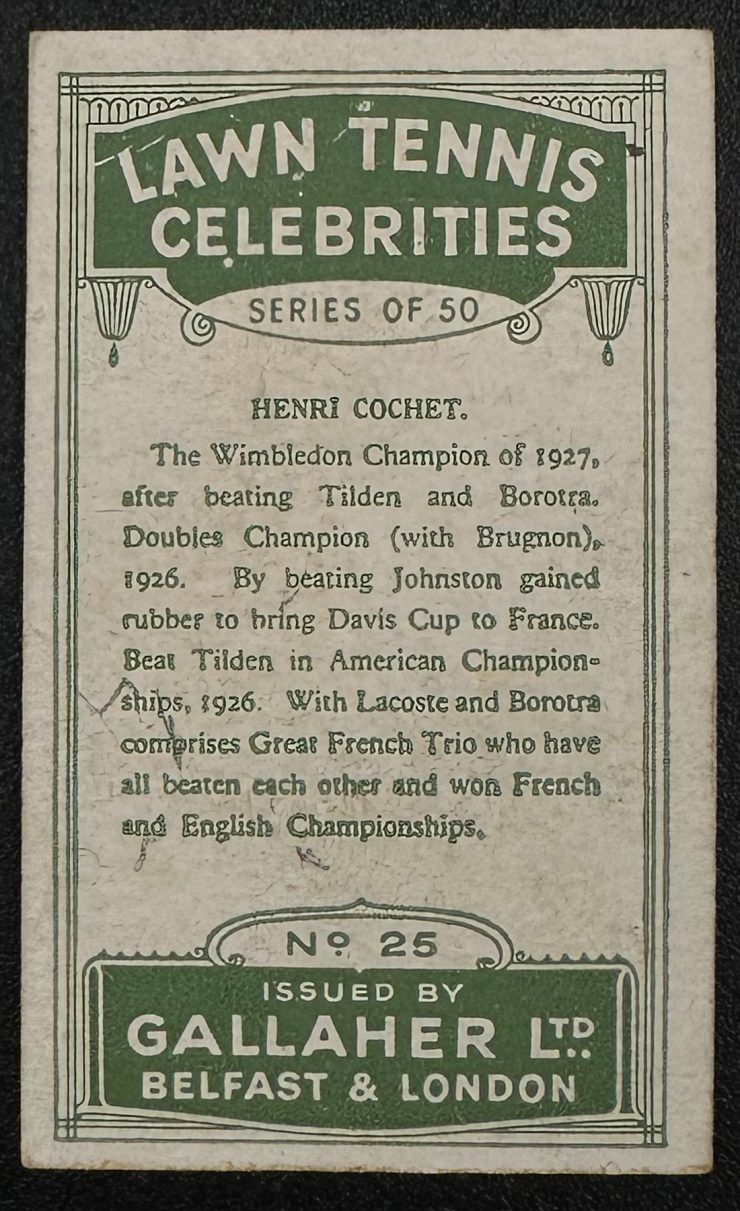 LAWN TENNIS
CELEBRITIES
SERIES OF 50
HENRI COCHET.
The Wimbledon Champion of 1927,
after beating Tilden and Borotra.
Doubles Champion (with Brugnon),
1926. By beating Johnston gained
rubber to bring Davis Cup to France.
Beat Tilden in American Champion-
ships, 1926. With Lacoste and Borotra
comprises Great French Trio who have
all beaten each other and won French
and English Championships.
Nº 25
ISSUED BY
GALLAHER LTD.
BELFAST & LONDON